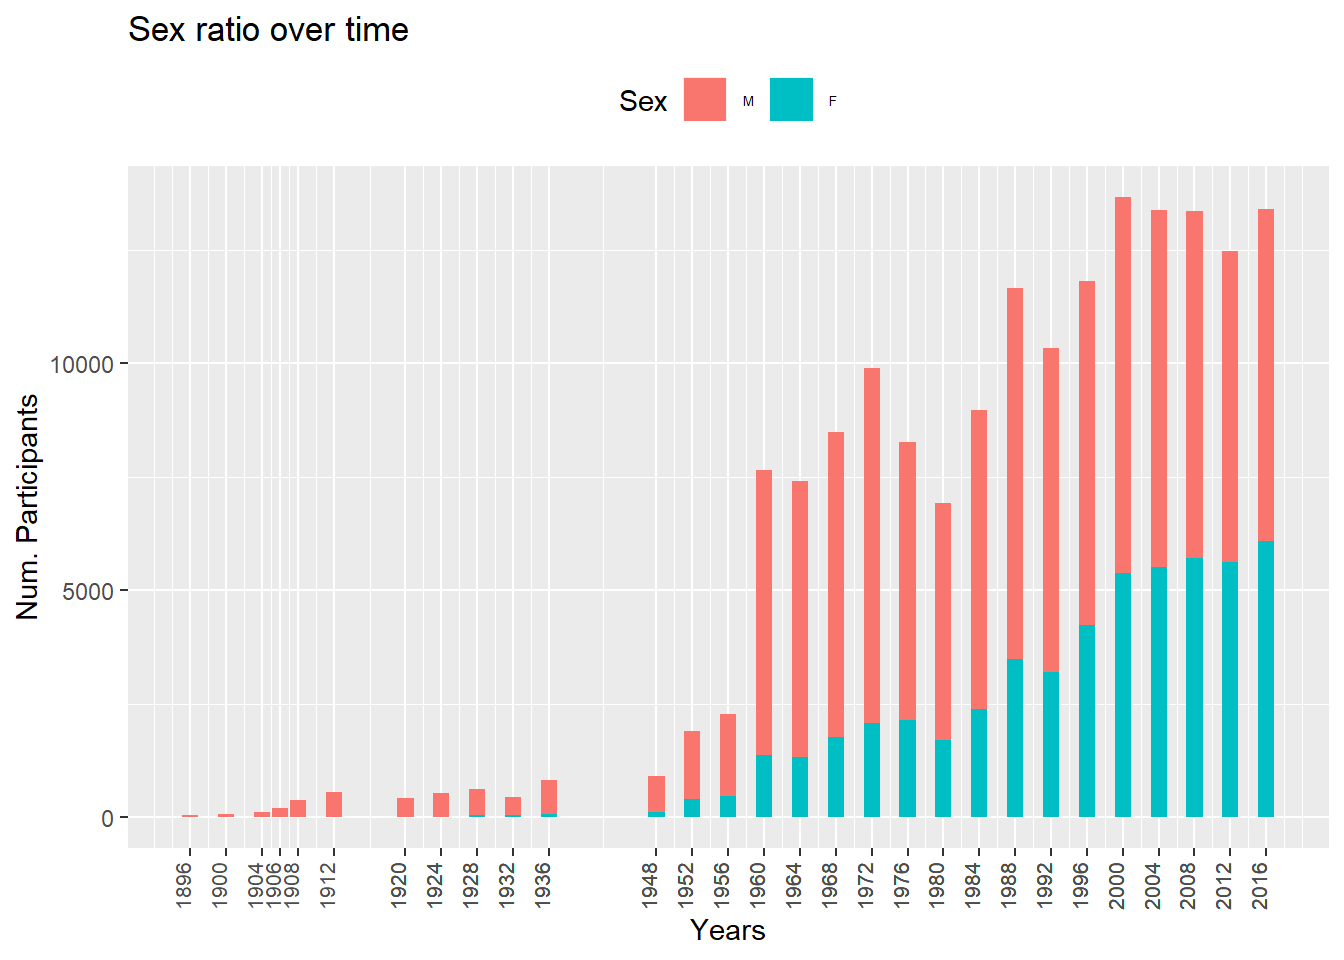 Sex ratio over time
Sex M F
Num. Participants
10000
5000
0
1896 1900 1904 1906 1908 1912 1920 1924 1928 1932 1936 1948 1952 1956 1960 1964 1968 1972 1976 1980 1984 1988 1992 1996 2000 2004 2008 2012 2016
Years